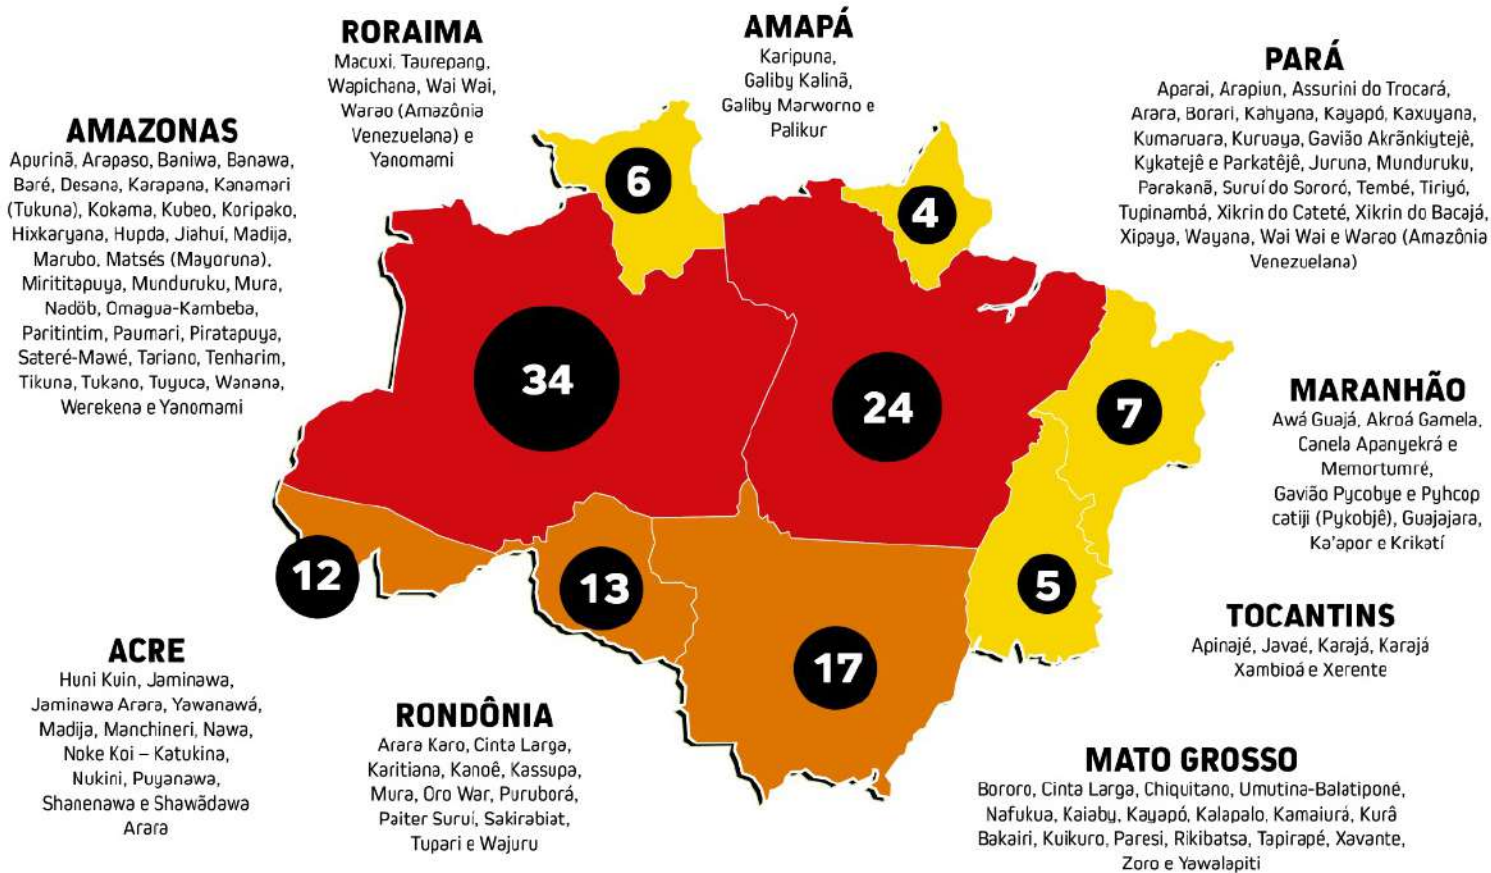 RORAIMA
Macuxi, Taurepang,
Wapichana, Wai Wai,
Warao (Amazônia
Venezuelana) e
Yanomami
AMAPÁ
Karipuna,
Galiby Kalinã,
Galiby Marworno e
Palikur
PARÁ
Aparai, Arapiun, Assurini do Trocará,
Arara, Borari, Kahyana, Kayapó, Kaxuyana,
Kumaruara, Kuruaya, Gavião Akrãnkiytejê,
Kykatejê e Parkatêjê, Juruna, Munduruku,
Parakanã, Suruí do Sororó, Tembé, Tiriyó,
Tupinambá, Xikrin do Cateté, Xikrin do Bacajá,
Xipaya, Wayana, Wai Wai e Warao (Amazônia
Venezuelana)
AMAZONAS
Apurinã, Arapaso, Baniwa, Banawa,
Baré, Desana, Karapana, Kanamari
(Tukuna), Kokama, Kubeo, Koripako,
Hixkaryana, Hupda, Jiahui, Madija,
Marubo, Matsés (Mayoruna),
Mirititapuya, Munduruku, Mura,
Nadöb, Omagua-Kambeba,
Paritintim, Paumari, Piratapuya,
Sateré-Mawé, Tariano, Tenharim,
Tikuna, Tukano, Tuyuca, Wanana,
Werekena e Yanomami
6
4
34
24
7
12
13
17
5
MARANHÃO
Awá Guajá, Akroá Gamela,
Canela Apanyekrá e
Memortumré,
Gavião Pycobye e Pyhcop
catiji (Pykobjê), Guajajara,
Ka'apor e Krikatí
TOCANTINS
Apinajé, Javaé, Karajá, Karajá
Xambioá e Xerente
ACRE
Huni Kuin, Jaminawa,
Jaminawa Arara, Yawanawá,
Madija, Manchineri, Nawa,
Noke Koi – Katukina,
Nukini, Puyanawa,
Shanenawa e Shawãdawa
Arara
RONDÔNIA
Arara Karo, Cinta Larga,
Karitiana, Kanoê, Kassupa,
Mura, Oro War, Puruborá,
Paiter Suruí, Sakirabiat,
Tupari e Wajuru
MATO GROSSO
Bororo, Cinta Larga, Chiquitano, Umutina-Balatiponé,
Nafukua, Kaiaby, Kayapó, Kalapalo, Kamaiurá, Kurâ
Bakairi, Kuikuro, Paresi, Rikibatsa, Tapirapé, Xavante,
Zoro e Yawalapiti